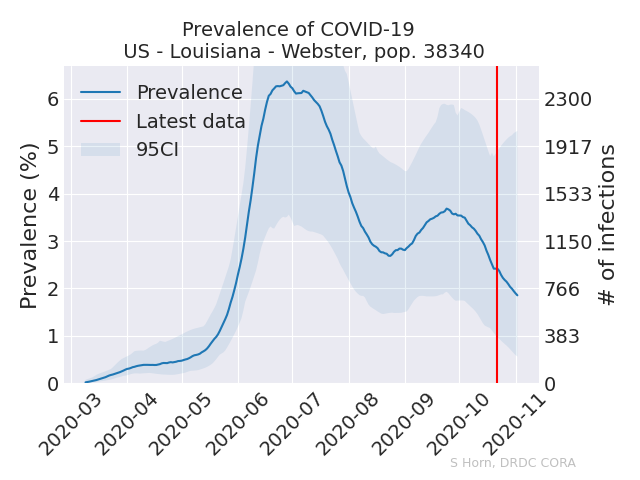 Prevalence of COVID-19
US - Louisiana - Webster, pop. 38340
Prevalence
Latest data
95CI
Prevalence (%)
6
5
4
3
2
1
0
2300
1917
1533
1150
766
383
0
# of infections
2020-03
2020-04
2020-05
2020-06
2020-07
2020-08
2020-09
2020-10
2020-11
S Horn, DRDC CORA